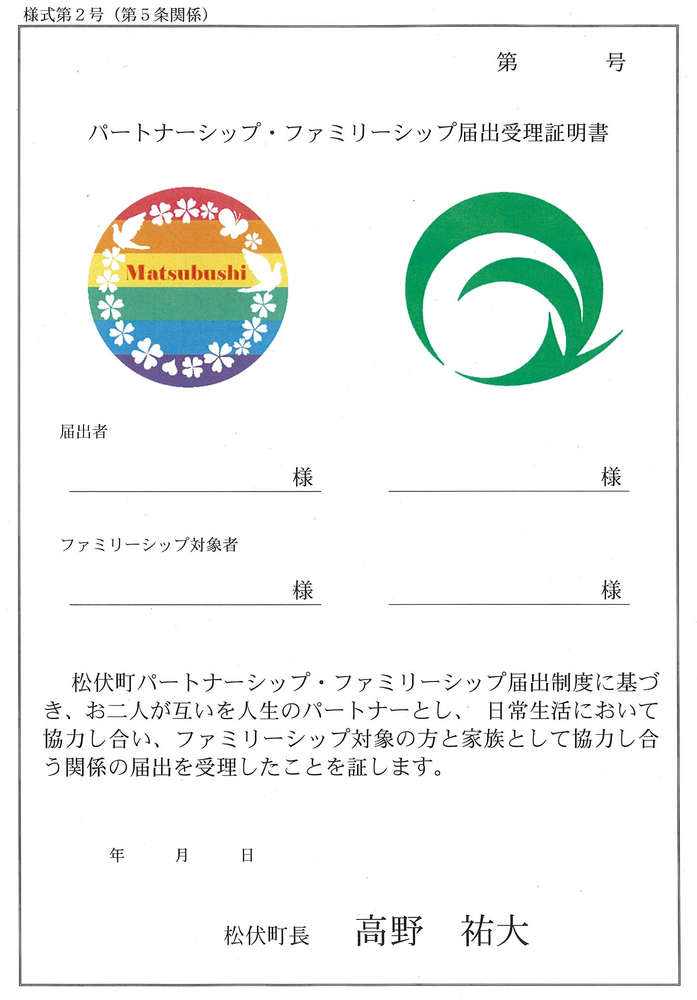 様式第２号（第５条関係）
第　　　　号
パートナーシップ・ファミリーシップ届出受理証明書
Matsubushi
届出者
様　　　　様
ファミリーシップ対象者
様　　　　様
松伏町パートナーシップ・ファミリーシップ届出制度に基づ
き、お二人が互いを人生のパートナーとし、　日常生活において
協力し合い、ファミリーシップ対象の方と家族として協力し合
う関係の届出を受理したことを証します。
年　　　月　　　日
松伏町長　　高野　祐大